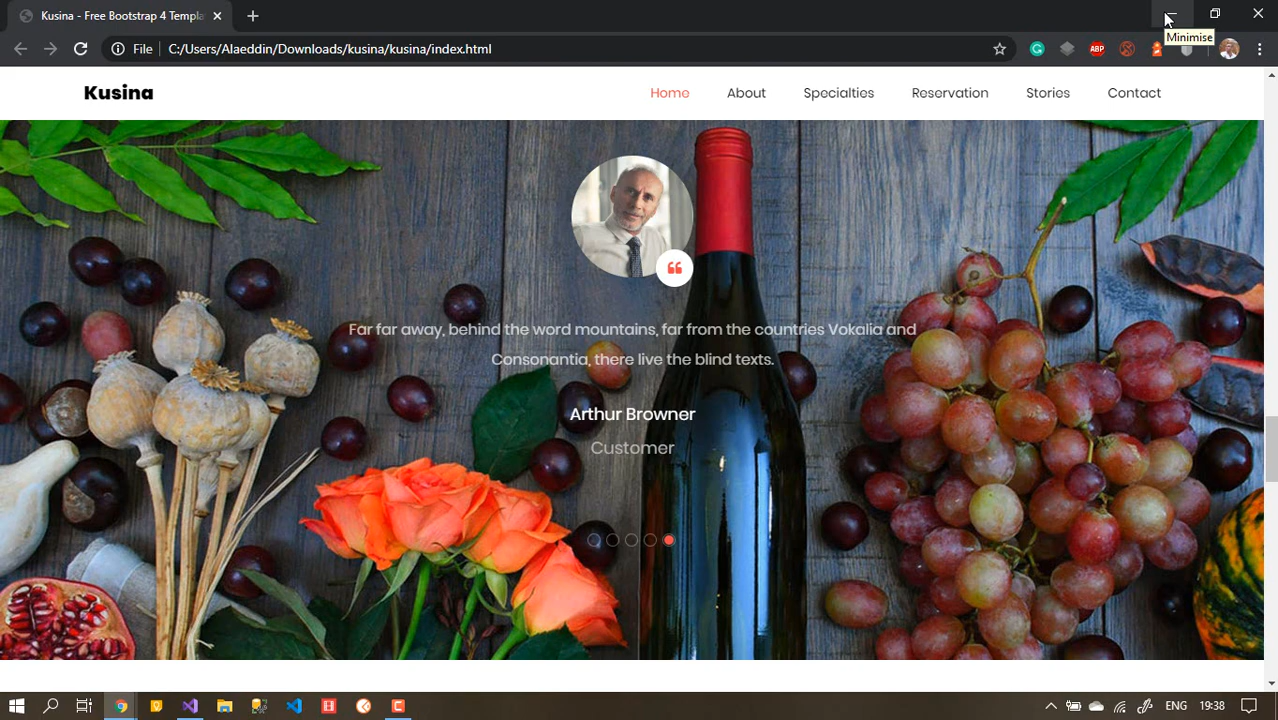 Kusina - Free Bootstrap 4 Templa
Minimise
File C:/Users/Alaeddin/Downloads/kusina/kusina/index.html
ABP
Kusina Home About Specialties Reservation Stories Contact
Far far away, behind the word mountains, far from the countries Vokalia and
Consonantia, there live the blind texts.
Arthur Browner
Customer
ENG 19:38